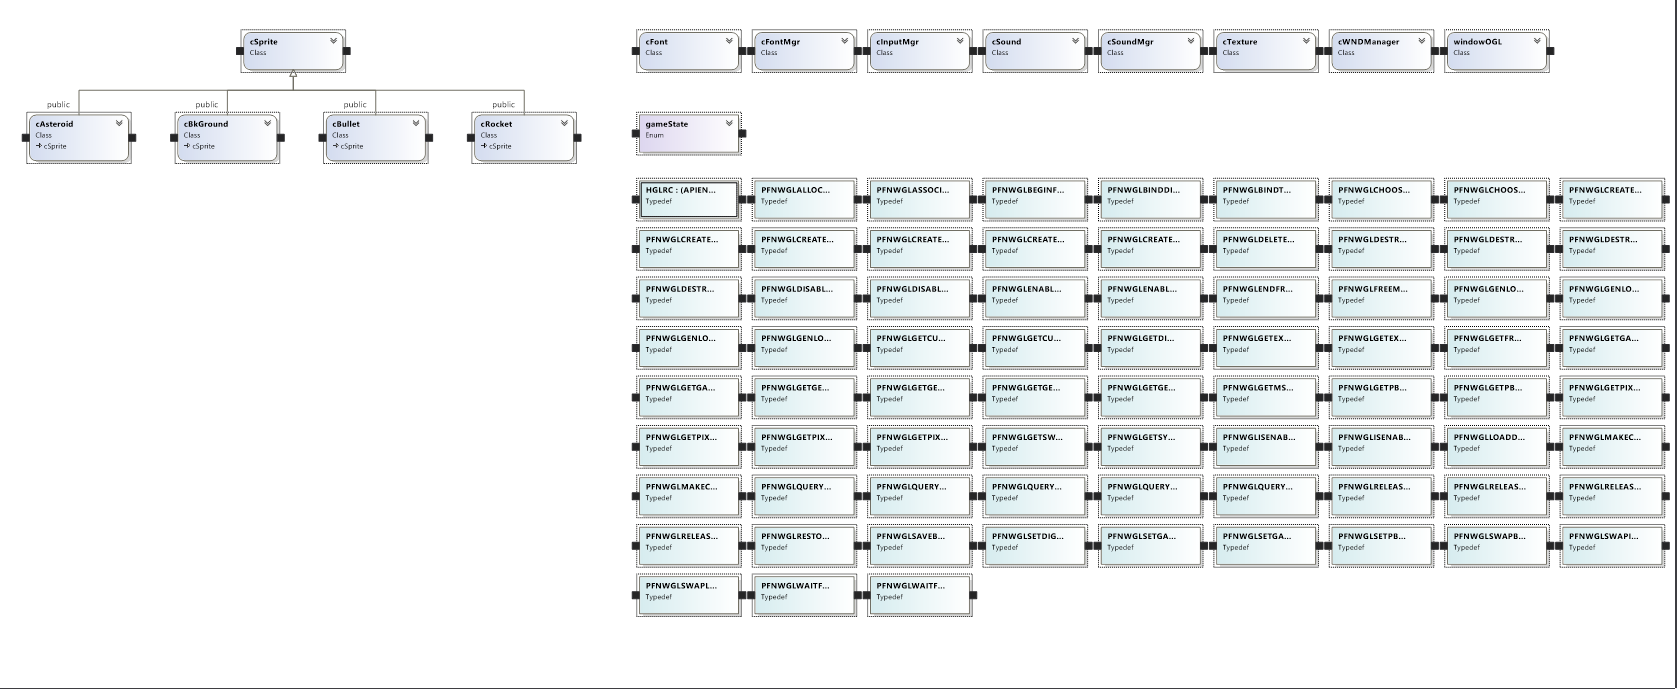 cSprite
Class
public
public
public
public
cAsteroid
Class
cSprite
cBkGround
Class
cSprite
cBullet
Class
cSprite
cRocket
Class
cSprite
cFont
Class
cFontMgr
Class
cInputMgr
Class
cSound
Class
cSoundMgr
Class
cTexture
Class
cWNDManager
Class
windowOGL
Class
gameState
Enum
HGLRC : (APIEN...
Typedef
PFNWGLALLOC...
Typedef
PFNWGLASSOCI...
Typedef
PFNWGLBEGINF...
Typedef
PFNWGLBINDDI...
Typedef
PFNWGLBINDT...
Typedef
PFNWGLCHOOS...
Typedef
PFNWGLCHOOS...
Typedef
PFNWGLCREATE...
Typedef
PFNWGLCREATE...
Typedef
PFNWGLCREATE...
Typedef
PFNWGLCREATE...
Typedef
PFNWGLCREATE...
Typedef
PFNWGLCREATE...
Typedef
PFNWGLDELETE...
Typedef
PFNWGLDESTR...
Typedef
PFNWGLDESTR...
Typedef
PFNWGLDESTR...
Typedef
PFNWGLDESTR...
Typedef
PFNWGLDISABL...
Typedef
PFNWGLDISABL...
Typedef
PFNWGLENABL...
Typedef
PFNWGLENABL...
Typedef
PFNWGLENDFR...
Typedef
PFNWGLFREEM...
Typedef
PFNWGLGENLO...
Typedef
PFNWGLGENLO...
Typedef
PFNWGLGENLO...
Typedef
PFNWGLGENLO...
Typedef
PFNWGLGETCU...
Typedef
PFNWGLGETCU...
Typedef
PFNWGLGETDI...
Typedef
PFNWGLGETEX...
Typedef
PFNWGLGETEX...
Typedef
PFNWGLGETFR...
Typedef
PFNWGLGETGA...
Typedef
PFNWGLGETGA...
Typedef
PFNWGLGETGE...
Typedef
PFNWGLGETGE...
Typedef
PFNWGLGETGE...
Typedef
PFNWGLGETGE...
Typedef
PFNWGLGETMS...
Typedef
PFNWGLGETPB...
Typedef
PFNWGLGETPB...
Typedef
PFNWGLGETPIX...
Typedef
PFNWGLGETPIX...
Typedef
PFNWGLGETPIX...
Typedef
PFNWGLGETPIX...
Typedef
PFNWGLGETSW...
Typedef
PFNWGLGETSY...
Typedef
PFNWGLISENAB...
Typedef
PFNWGLISENAB...
Typedef
PFNWGLLOADD...
Typedef
PFNWGLMAKEC...
Typedef
PFNWGLMAKEC...
Typedef
PFNWGLQUERY...
Typedef
PFNWGLQUERY...
Typedef
PFNWGLQUERY...
Typedef
PFNWGLQUERY...
Typedef
PFNWGLQUERY...
Typedef
PFNWGLRELEAS...
Typedef
PFNWGLRELEAS...
Typedef
PFNWGLRELEAS...
Typedef
PFNWGLRELEAS...
Typedef
PFNWGLRESTO...
Typedef
PFNWGLSAVEB...
Typedef
PFNWGLSETDIG...
Typedef
PFNWGLSETGA...
Typedef
PFNWGLSETGA...
Typedef
PFNWGLSETPB...
Typedef
PFNWGLSWAPB...
Typedef
PFNWGLSWAPI...
Typedef
PFNWGLSWAPL...
Typedef
PFNWGLWAITF...
Typedef
PFNWGLWAITF...
Typedef